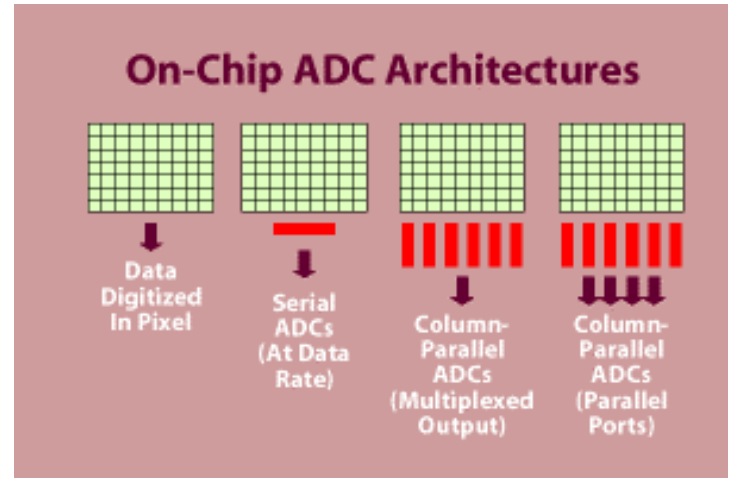 On-Chip ADC Architectures
Data
Digitized
In Pixel
Serial
ADCs
(At Data
Rate)
Column-
Parallel
ADCs
(Multiplexed
Output)
Column-
Parallel
ADCs
(Parallel
Ports)